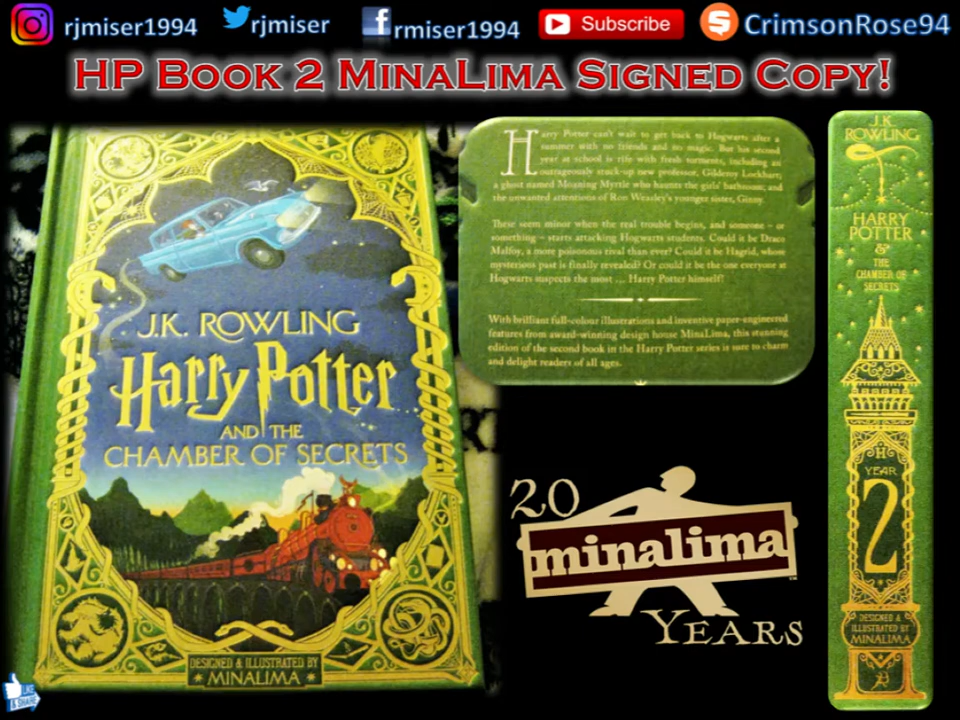 rjmiser1994
rjmiser
rmiser1994
Subscribe
CrimsonRose94
HP Book 2 MinaLima Signed Copy!
J.K. ROWLING
Harry Potter
AND THE
CHAMBER OF SECRETS
DESIGNED & ILLUSTRATED BY
MINALIMA
LIKE
& SHARE
Harry Potter can't wait to get back to Hogwarts after a
summer with no friends and no magic. But his second
year at school is rife with fresh torments, including an
outrageously stuck-up new professor, Gilderoy Lockhart;
a ghost named Moaning Myrtle who haunts the girls' bathroom; and
the unwanted attentions of Ron Weasley's younger sister, Ginny.
These seem minor when the real trouble begins, and someone – or
something – starts attacking Hogwarts students. Could it be Draco
Malfoy, a more poisonous rival than ever? Could it be Hagrid, whose
mysterious past is finally revealed? Or could it be the one everyone at
Hogwarts suspects the most ... Harry Potter himself?
With brilliant full-colour illustrations and inventive paper-engineered
features from award-winning design house MinaLima, this stunning
edition of the second book in the Harry Potter series is sure to charm
and delight readers of all ages.
20
minalima
YEARS
J.K.
ROWLING
HARRY
POTTER
&
THE
CHAMBER OF
SECRETS
H
YEAR
2
DESIGNED &
ILLUSTRATED BY
MINALIMA